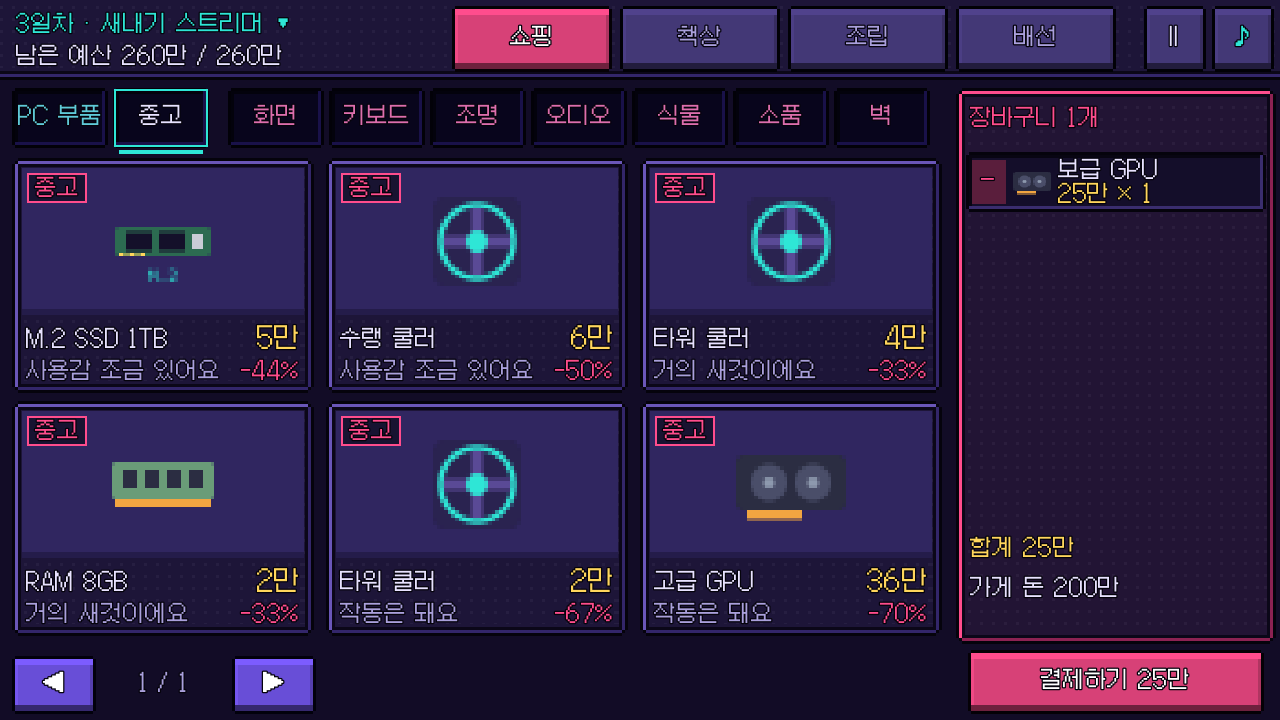 3일차 · 새내기 스트리머 ▼
남은 예산 260만 / 260만
쇼핑
책상
조립
배선
PC 부품
중고
화면
키보드
조명
오디오
식물
소품
벽
중고
M.2
M.2 SSD 1TB 5만
사용감 조금 있어요 -44%
중고
수랭 쿨러 6만
사용감 조금 있어요 -50%
중고
타워 쿨러 4만
거의 새것이에요 -33%
중고
RAM 8GB 2만
거의 새것이에요 -33%
중고
타워 쿨러 2만
작동은 돼요 -67%
중고
고급 GPU 36만
작동은 돼요 -70%
1 / 1
장바구니 1개
보급 GPU
25만 × 1
합계 25만
가게 돈 200만
결제하기 25만